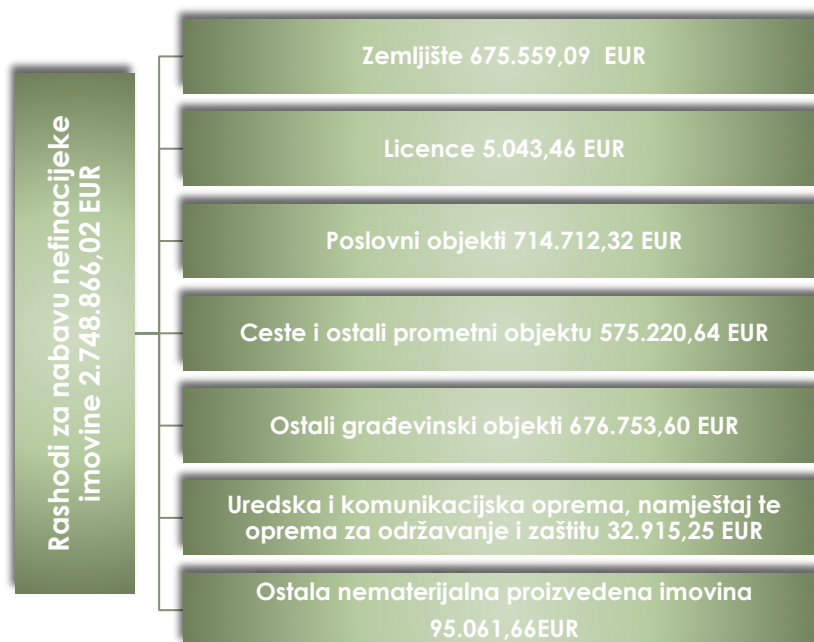 Rashodi za nabavu nefinacijeke
imovine 2.748.866,02 EUR
Zemljište 675.559,09 EUR
Licence 5.043,46 EUR
Poslovni objekti 714.712,32 EUR
Ceste i ostali prometni objektu 575.220,64 EUR
Ostali građevinski objekti 676.753,60 EUR
Uredska i komunikacijska oprema, namještaj te
oprema za održavanje i zaštitu 32.915,25 EUR
Ostala nematerijalna proizvedena imovina
95.061,66EUR